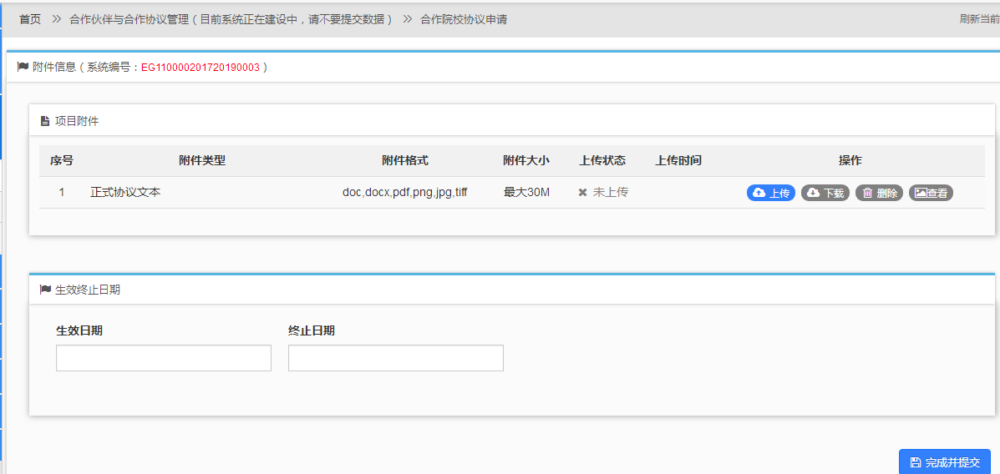 首页 》 合作伙伴与合作协议管理(目前系统正在建设中,请不要提交数据) 》 合作院校协议申请 刷新当前
附件信息(系统编号:EG110000201720190003)
项目附件
序号 附件类型 附件格式 附件大小 上传状态 上传时间 操作
1 正式协议文本 doc,docx,pdf,png,jpg,tiff 最大30M 未上传 上传 下载 删除 查看
生效终止日期
生效日期 终止日期
完成并提交